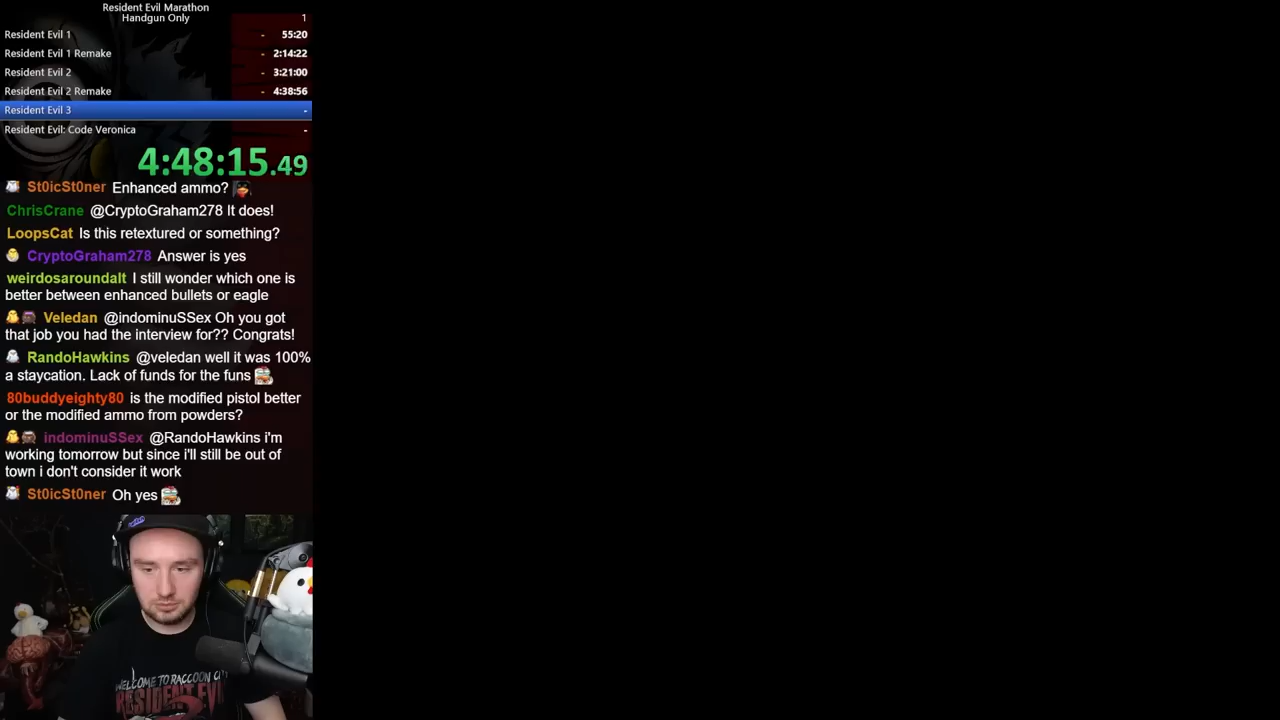 Resident Evil Marathon
Handgun Only
1
Resident Evil 1 - 55:20
Resident Evil 1 Remake - 2:14:22
Resident Evil 2 - 3:21:00
Resident Evil 2 Remake - 4:38:56
Resident Evil 3 -
Resident Evil: Code Veronica -
4:48:15.49
St0icSt0ner Enhanced ammo?
ChrisCrane @CryptoGraham278 It does!
LoopsCat Is this retextured or something?
CryptoGraham278 Answer is yes
weirdosaroundalt I still wonder which one is
better between enhanced bullets or eagle
Veledan @indominuSSex Oh you got
that job you had the interview for?? Congrats!
RandoHawkins @veledan well it was 100%
a staycation. Lack of funds for the funs
80buddyeighty80 is the modified pistol better
or the modified ammo from powders?
indominuSSex @RandoHawkins i'm
working tomorrow but since i'll still be out of
town i don't consider it work
St0icSt0ner Oh yes
WELCOME TO RACCOON CITY
RESIDENT EVIL